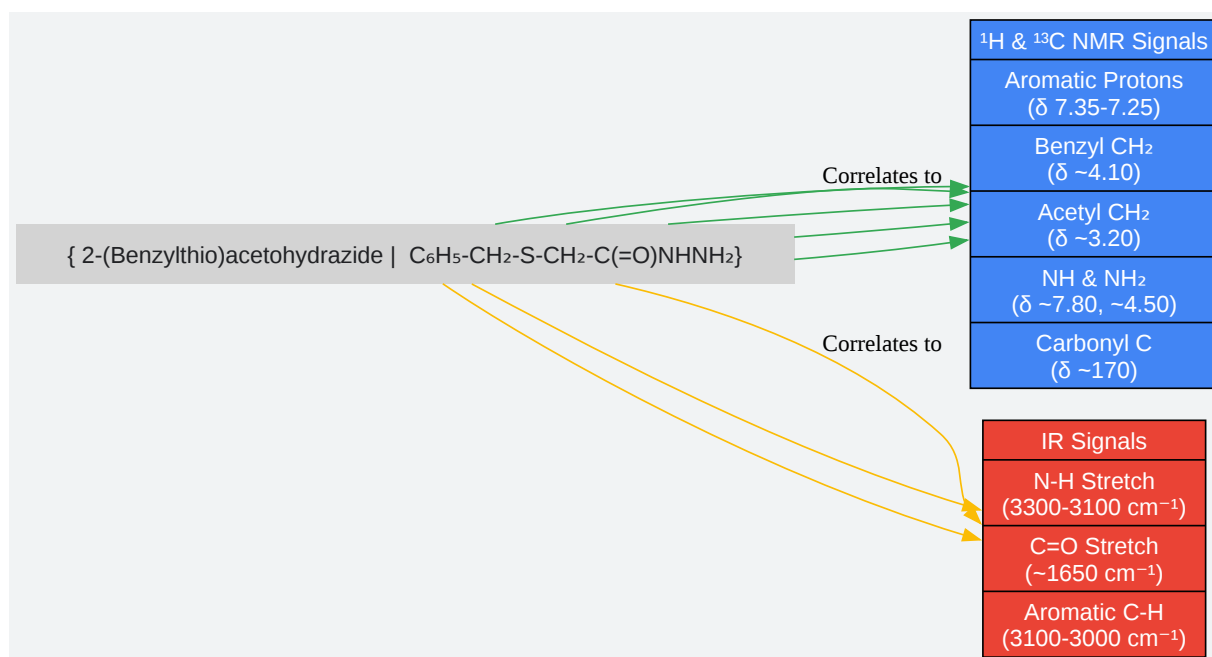 ¹H & ¹³C NMR Signals
Aromatic Protons
(δ 7.35-7.25)
Benzyl CH₂
(δ ~4.10)
Correlates to
Acetyl CH₂
(δ ~3.20)
{ 2-(Benzylthio)acetohydrazide | C₆H₅-CH₂-S-CH₂-C(=O)NHNH₂}
NH & NH₂
(δ ~7.80, ~4.50)
Correlates to
Carbonyl C
(δ ~170)
IR Signals
N-H Stretch
(3300-3100 cm⁻¹)
C=O Stretch
(~1650 cm⁻¹)
Aromatic C-H
(3100-3000 cm⁻¹)